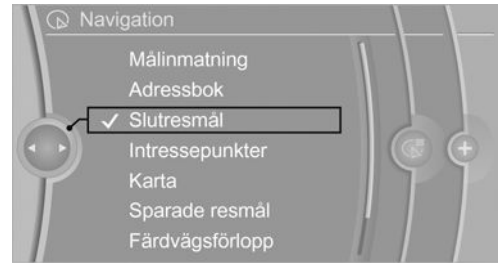 Navigation
Målinmatning
Adressbok
Slutresmål
Intressepunkter
Karta
Sparade resmål
Färdvägsförlopp